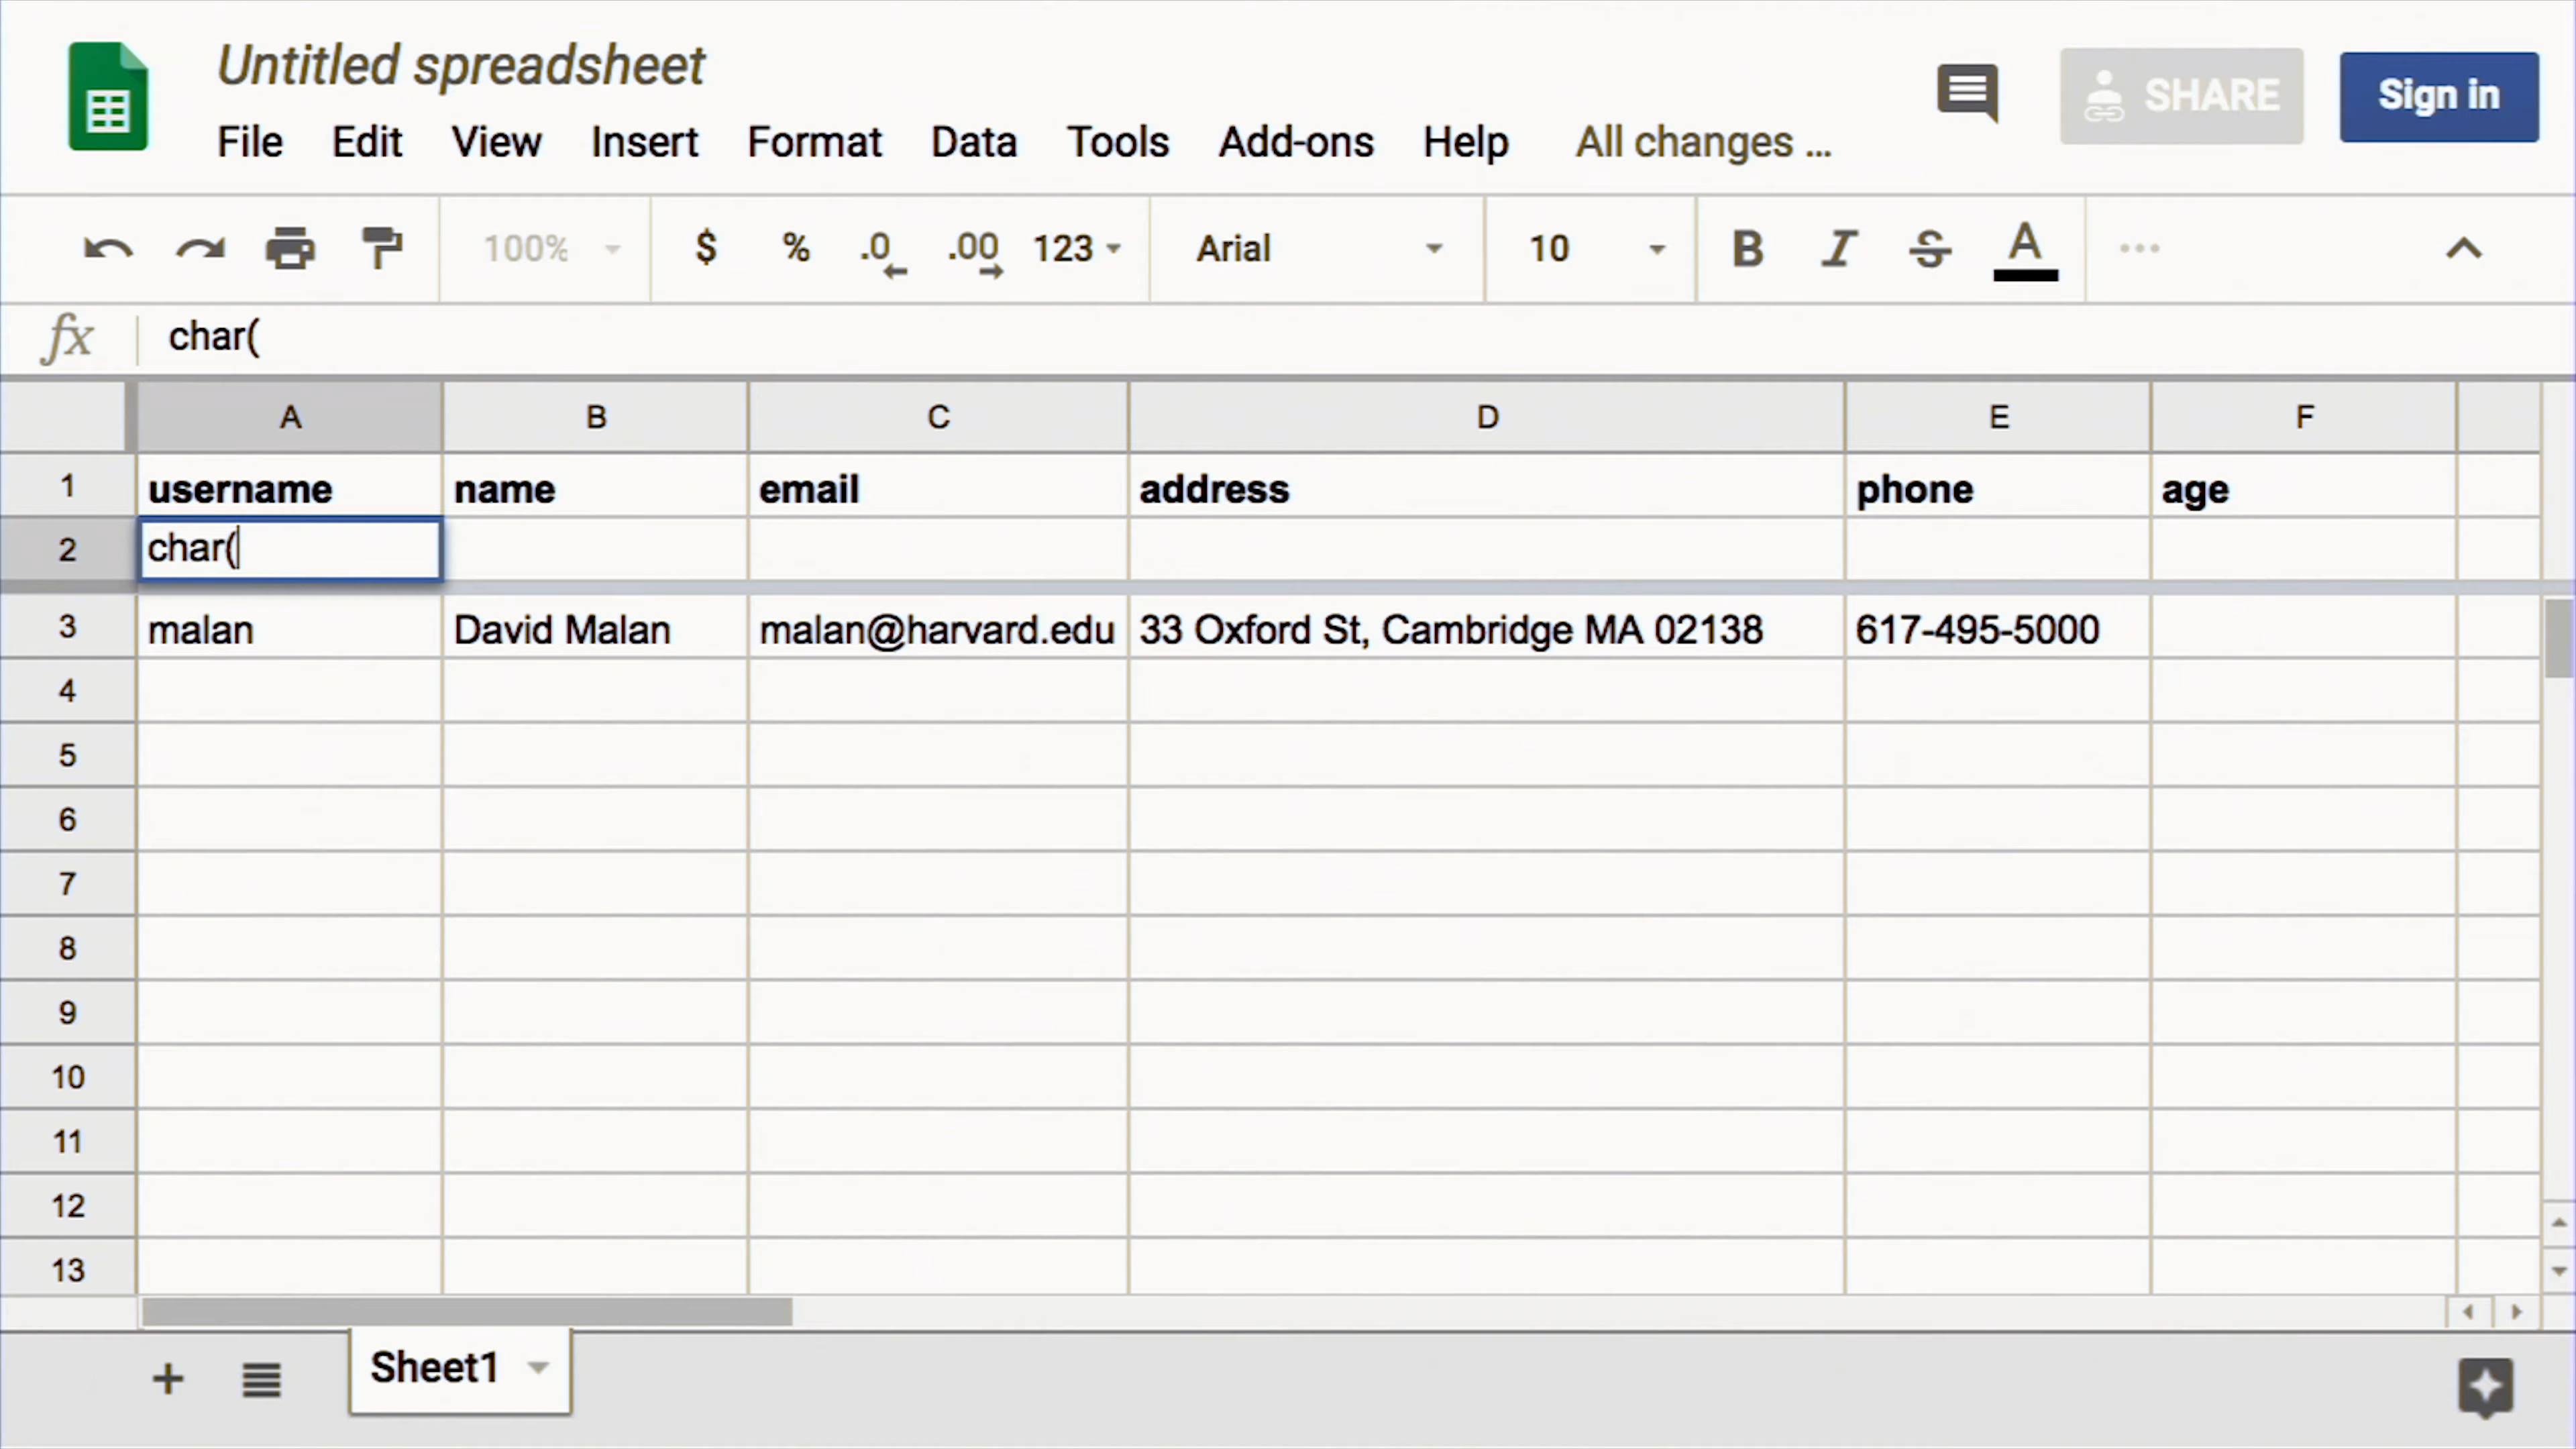 Untitled spreadsheet
File Edit View Insert Format Data Tools Add-ons Help All changes ...
SHARE
Sign in
100% $ % .0 .00 123 Arial 10 B I S A
fx char(
A B C D E F
1 username name email address phone age
2 char(
3 malan David Malan malan@harvard.edu 33 Oxford St, Cambridge MA 02138 617-495-5000
4
5
6
7
8
9
10
11
12
13
+ Sheet1